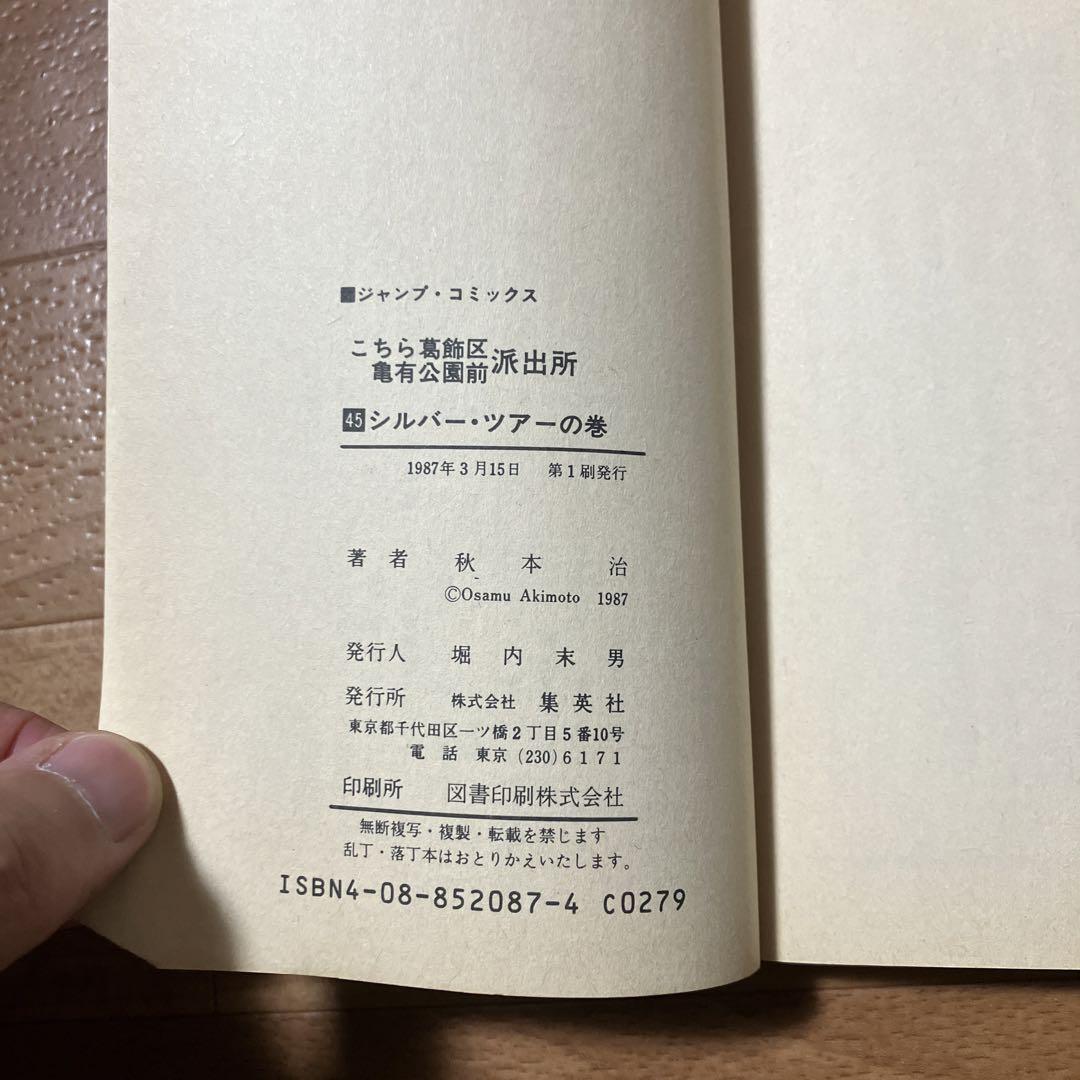 ■ジャンプ・コミックス
こちら葛飾区亀有公園前派出所
45シルバー・ツアーの巻
1987年3月15日 第1刷発行
著者 秋本治
©Osamu Akimoto 1987
発行人 堀内末男
発行所 株式会社 集英社
東京都千代田区一ツ橋2丁目5番10号
電話 東京(230)6171
印刷所 図書印刷株式会社
無断複写・複製・転載を禁じます
乱丁・落丁本はおとりかえいたします。
ISBN4-08-852087-4 C0279